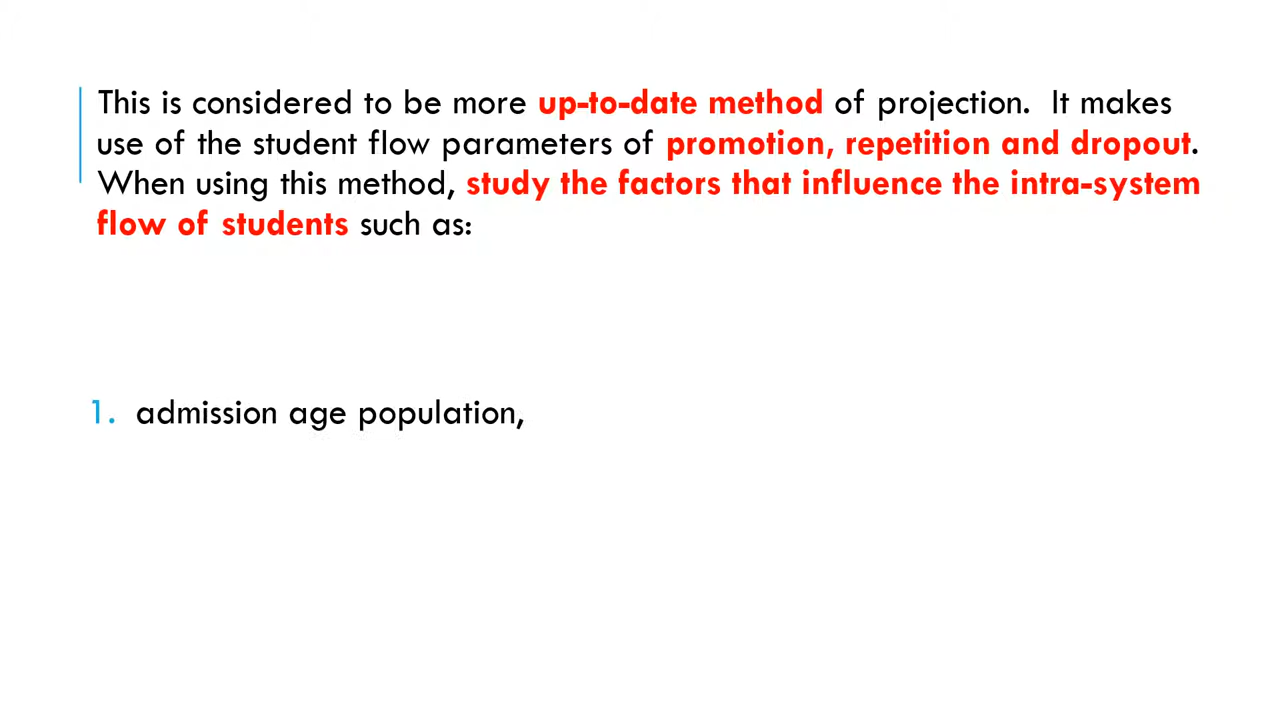 This is considered to be more up-to-date method of projection.  It makes
use of the student flow parameters of promotion, repetition and dropout.
When using this method, study the factors that influence the intra-system
flow of students such as:
1. admission age population,